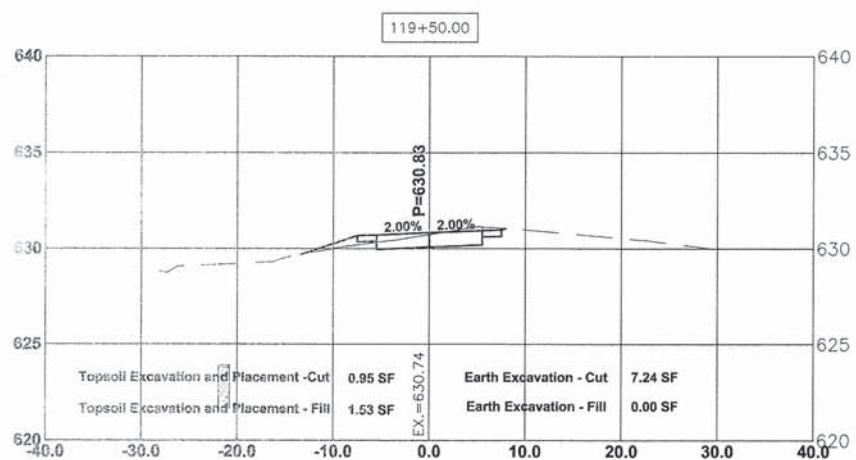 119+50.00
640 640
635 635
P=630.83
2.00% 2.00%
630 630
625 625
EX.=630.74
Topsoil Excavation and Placement -Cut 0.95 SF Earth Excavation - Cut 7.24 SF
Topsoil Excavation and Placement - Fill 1.53 SF Earth Excavation - Fill 0.00 SF
620 620
-40.0 -30.0 -20.0 -10.0 0.0 10.0 20.0 30.0 40.0